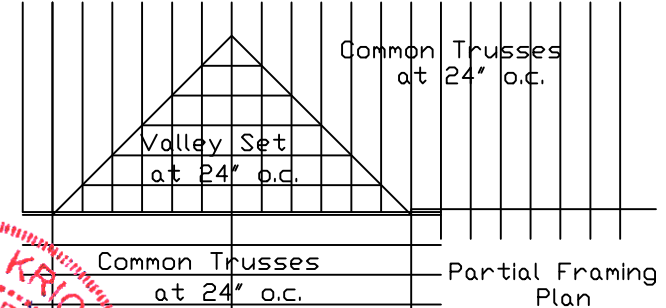 Common Trusses
at 24" o.c.
Valley Set
at 24" o.c.
Common Trusses
at 24" o.c.
Partial Framing
Plan